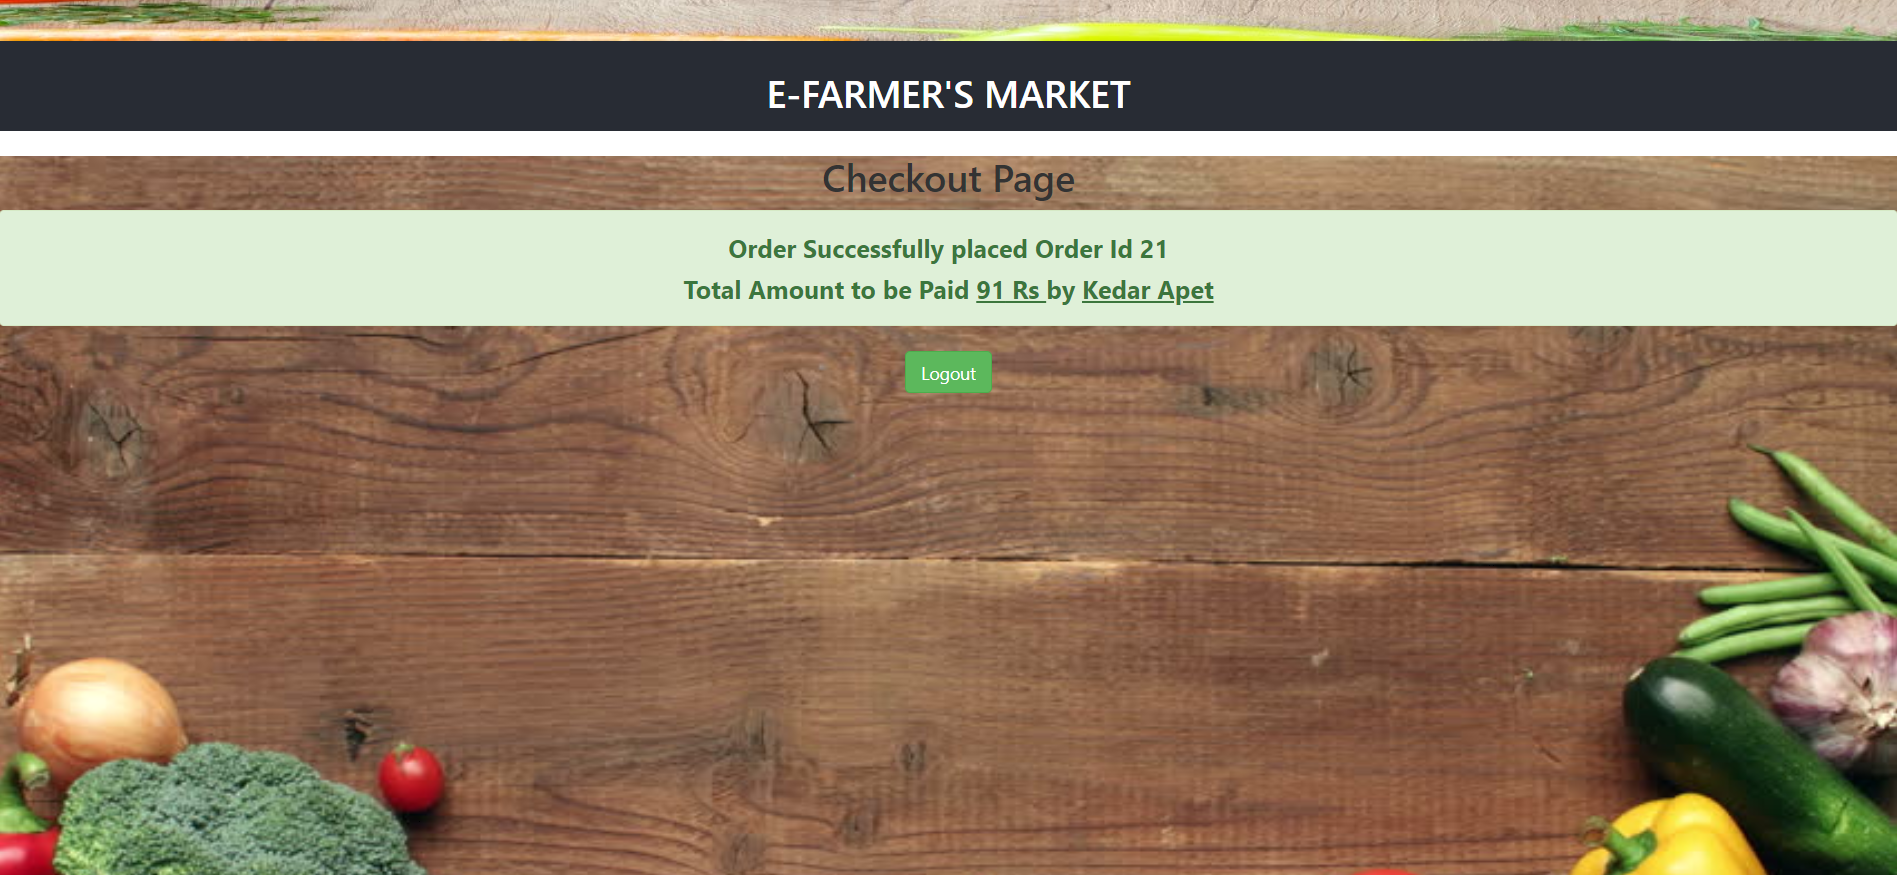 E-FARMER'S MARKET
Checkout Page
Order Successfully placed Order Id 21
Total Amount to be Paid 91 Rs by Kedar Apet
Logout